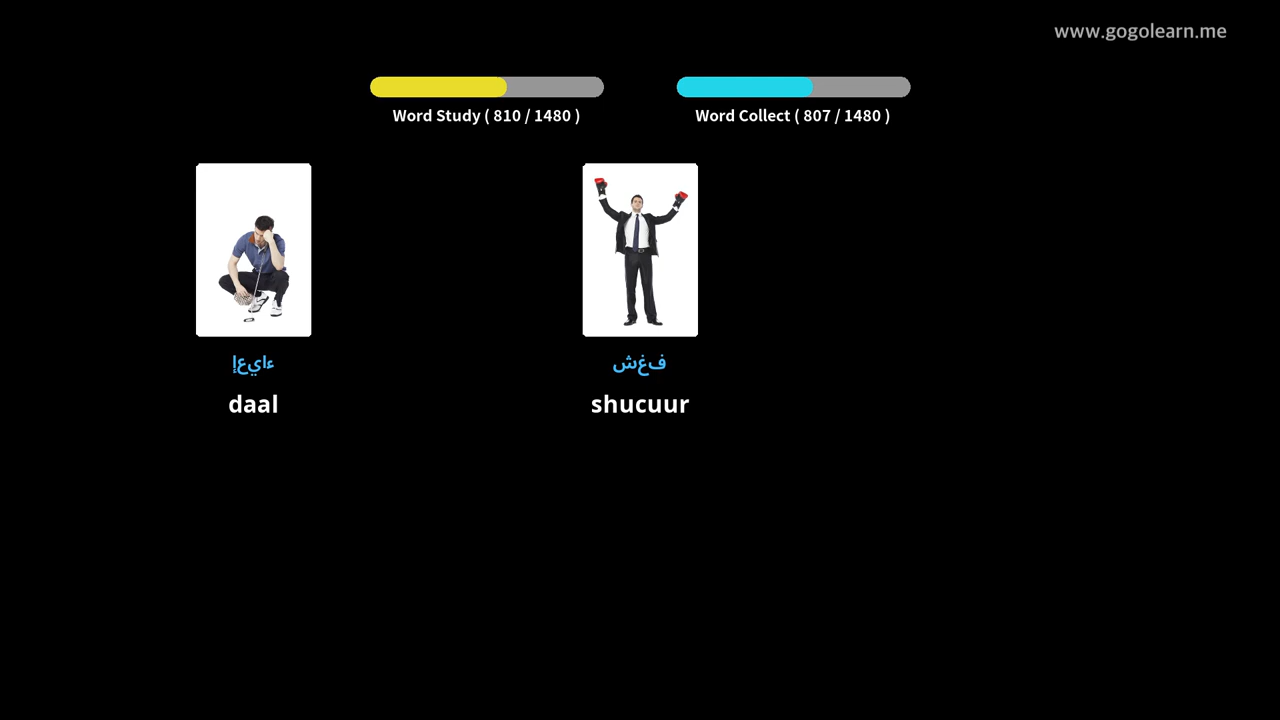 www.gogolearn.me
Word Study ( 810 / 1480 )
Word Collect ( 807 / 1480 )
ءايعإ
daal
فغش
shucuur